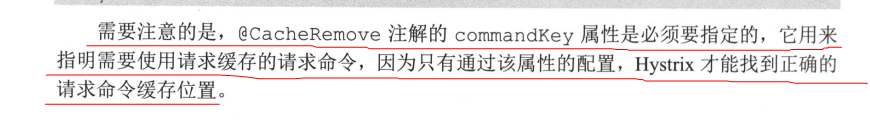 需要注意的是，@CacheRemove 注解的 commandKey 属性是必须要指定的，它用来
指明需要使用请求缓存的请求命令，因为只有通过该属性的配置，Hystrix 才能找到正确的
请求命令缓存位置。